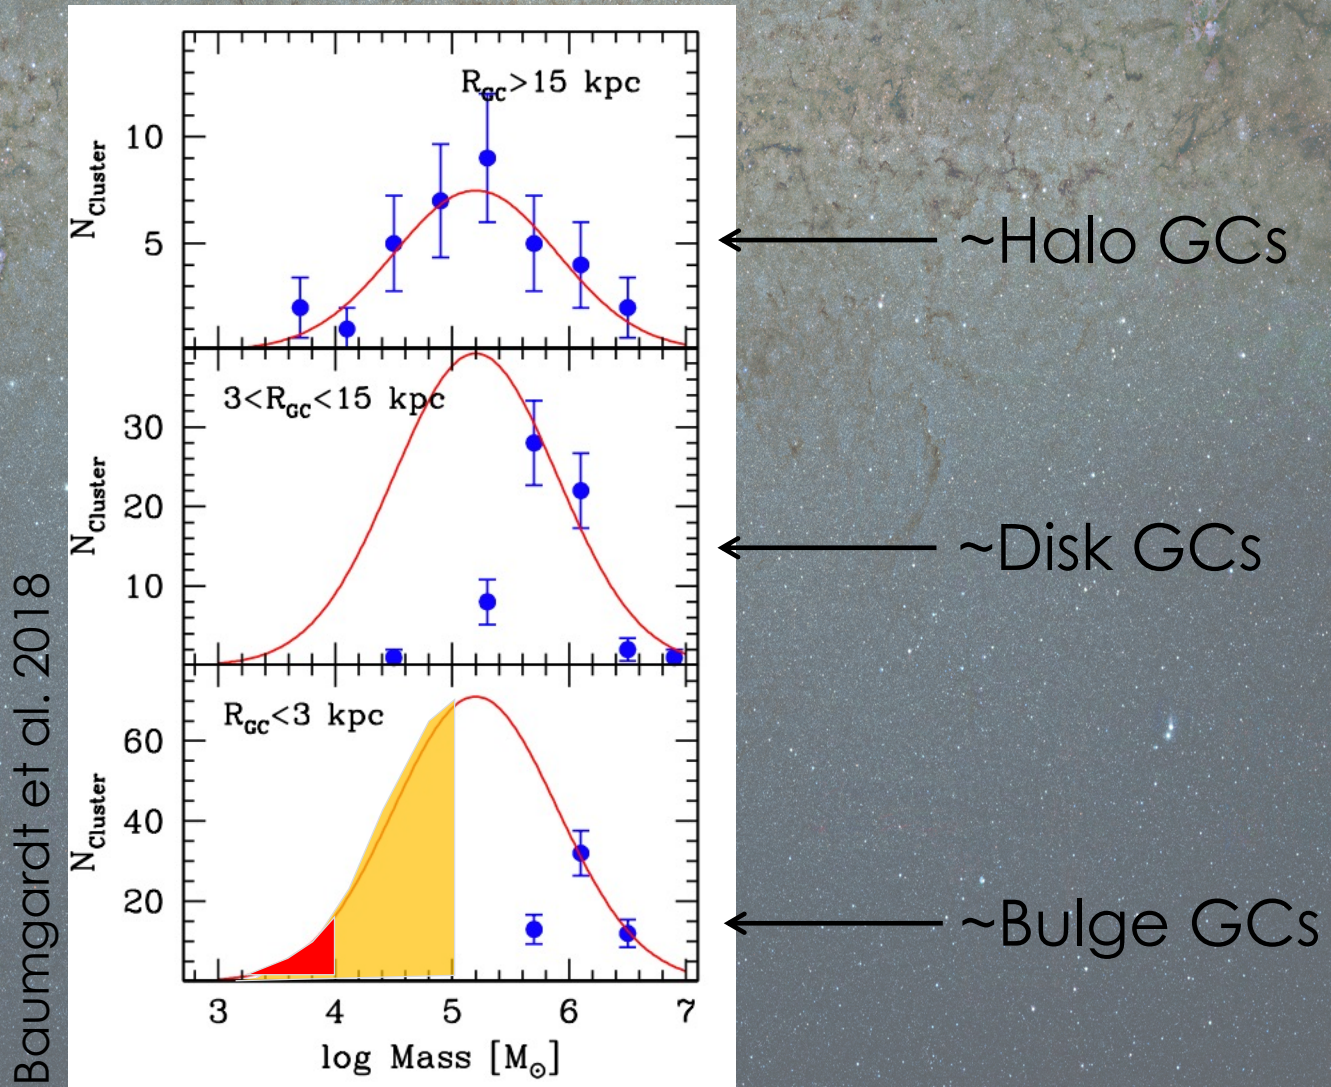 Baumgardt et al. 2018
R_GC>15 kpc
10
5
N_Cluster
~Halo GCs
3<R_GC<15 kpc
30
20
10
N_Cluster
~Disk GCs
R_GC<3 kpc
60
40
20
N_Cluster
~Bulge GCs
3 4 5 6 7
log Mass [M_⊙]